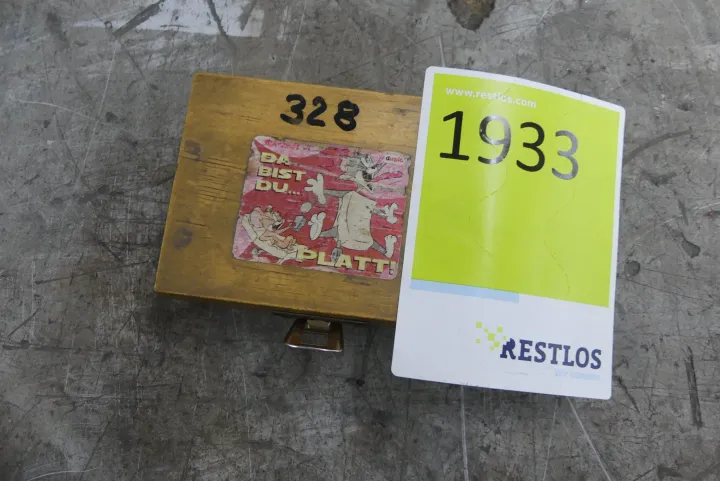 328
DA
BIST
DU...
PLATT!
www.restlos.com
1933
RESTLOS